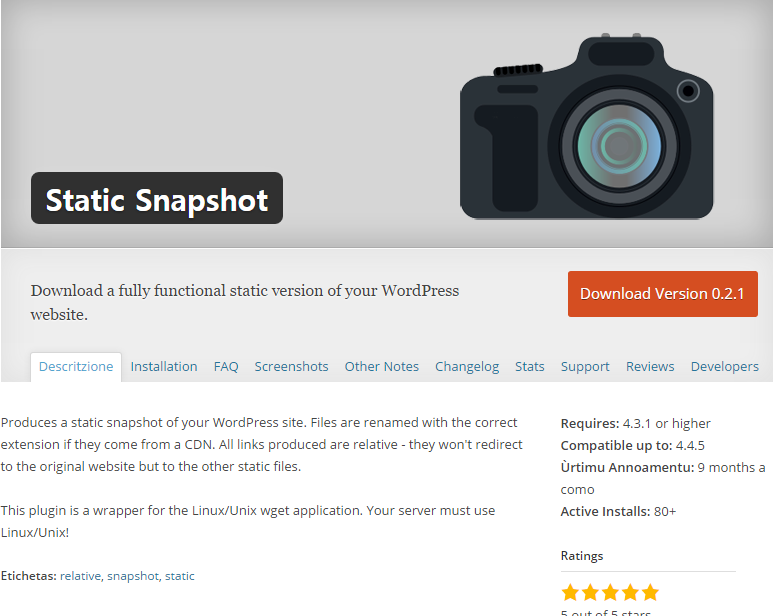 Static Snapshot
Download a fully functional static version of your WordPress
website.
Download Version 0.2.1
Descritzione Installation FAQ Screenshots Other Notes Changelog Stats Support Reviews Developers
Produces a static snapshot of your WordPress site. Files are renamed with the correct
extension if they come from a CDN. All links produced are relative - they won't redirect
to the original website but to the other static files.
This plugin is a wrapper for the Linux/Unix wget application. Your server must use
Linux/Unix!
Etichetas: relative, snapshot, static
Requires: 4.3.1 or higher
Compatible up to: 4.4.5
Ùrtimu Annoamentu: 9 months a
como
Active Installs: 80+
Ratings
5 out of 5 stars